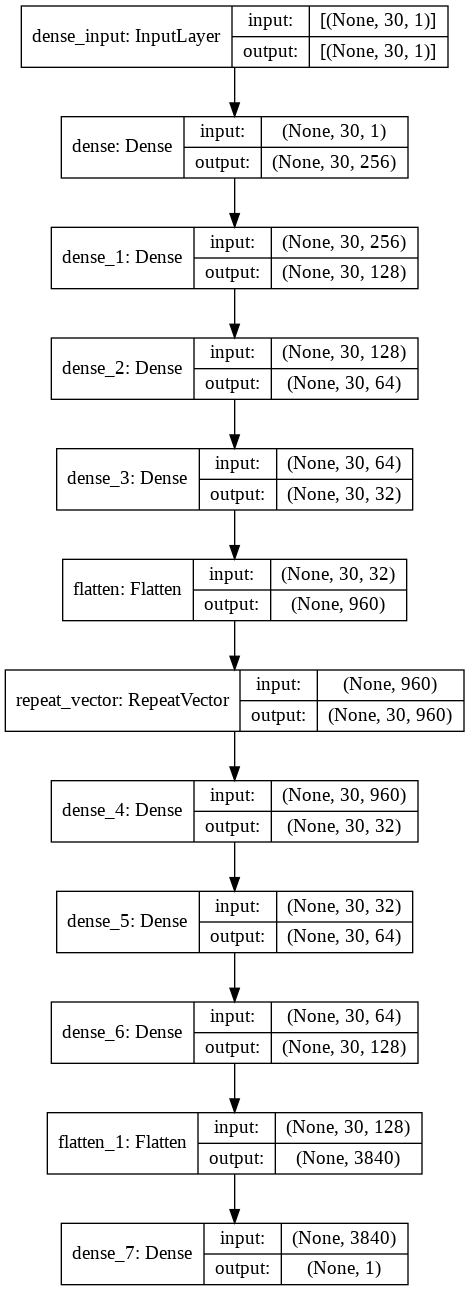 dense_input: InputLayer
input: [(None, 30, 1)]
output: [(None, 30, 1)]
dense: Dense
input: (None, 30, 1)
output: (None, 30, 256)
dense_1: Dense
input: (None, 30, 256)
output: (None, 30, 128)
dense_2: Dense
input: (None, 30, 128)
output: (None, 30, 64)
dense_3: Dense
input: (None, 30, 64)
output: (None, 30, 32)
flatten: Flatten
input: (None, 30, 32)
output: (None, 960)
repeat_vector: RepeatVector
input: (None, 960)
output: (None, 30, 960)
dense_4: Dense
input: (None, 30, 960)
output: (None, 30, 32)
dense_5: Dense
input: (None, 30, 32)
output: (None, 30, 64)
dense_6: Dense
input: (None, 30, 64)
output: (None, 30, 128)
flatten_1: Flatten
input: (None, 30, 128)
output: (None, 3840)
dense_7: Dense
input: (None, 3840)
output: (None, 1)